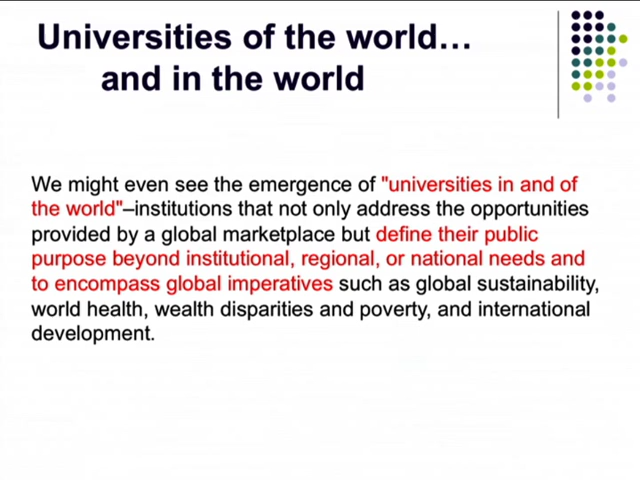 Universities of the world…
and in the world
We might even see the emergence of "universities in and of
the world"–institutions that not only address the opportunities
provided by a global marketplace but define their public
purpose beyond institutional, regional, or national needs and
to encompass global imperatives such as global sustainability,
world health, wealth disparities and poverty, and international
development.